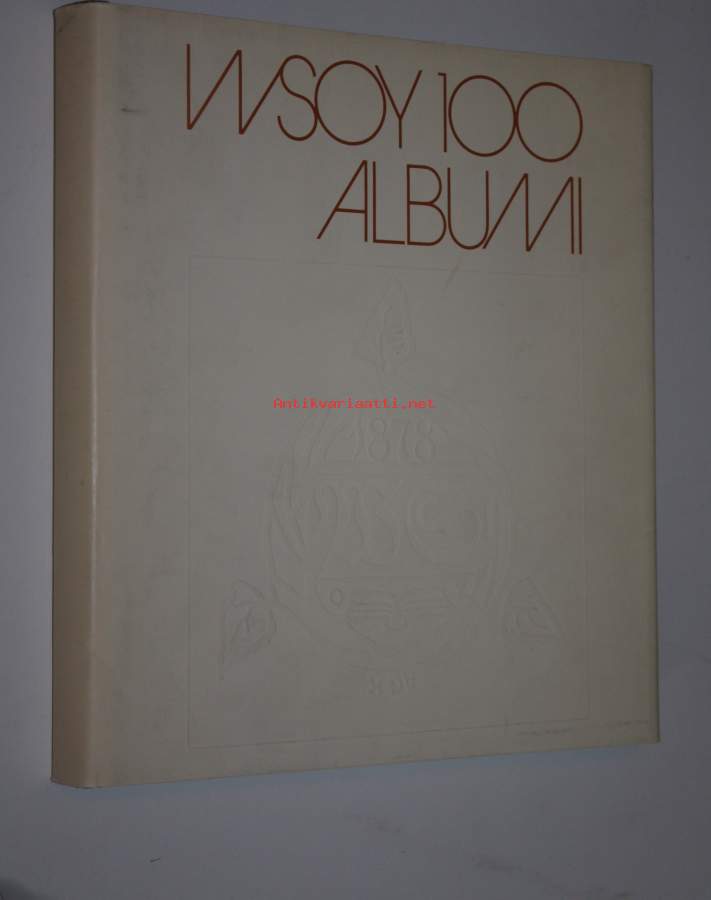 WSOY 100
ALBUMI
Antikvariaatti.net
1878